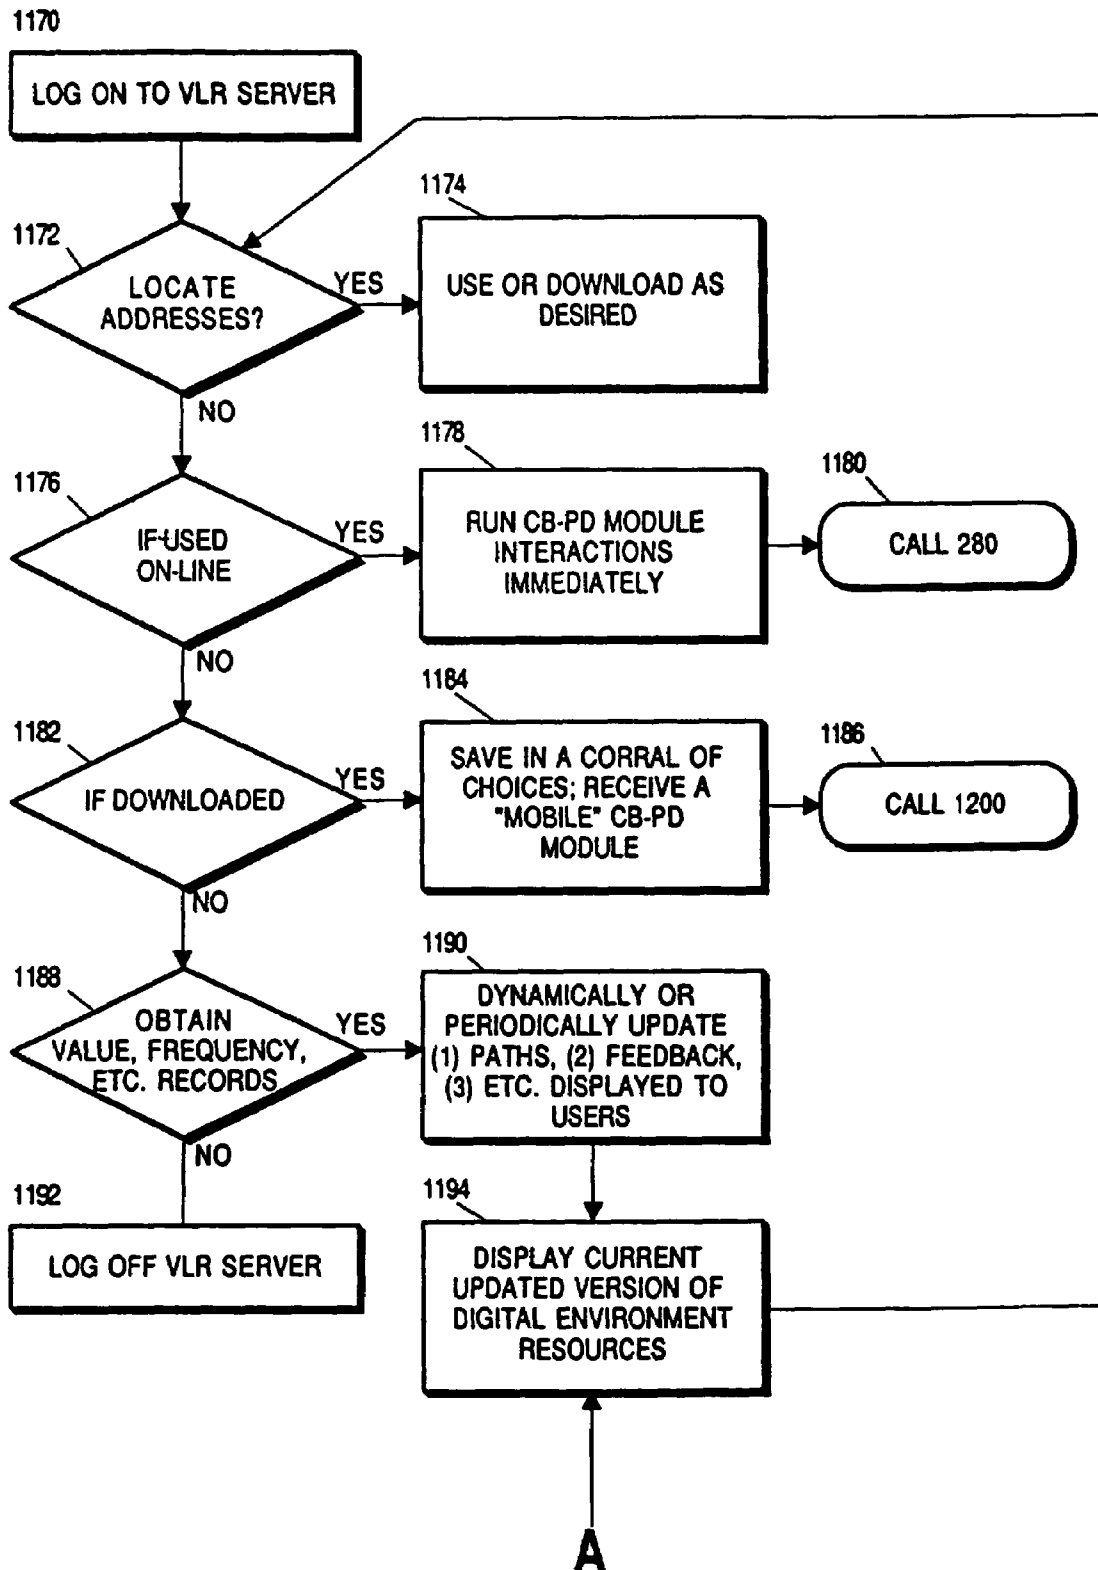 1170
LOG ON TO VLR SERVER
1172
LOCATE
ADDRESSES?
YES
NO
1174
USE OR DOWNLOAD AS
DESIRED
1176
IF USED
ON-LINE
YES
NO
1178
RUN CB-PD MODULE
INTERACTIONS
IMMEDIATELY
1180
CALL 280
1182
IF DOWNLOADED
YES
NO
1184
SAVE IN A CORRAL OF
CHOICES; RECEIVE A
"MOBILE" CB-PD
MODULE
1186
CALL 1200
1188
OBTAIN
VALUE, FREQUENCY,
ETC. RECORDS
YES
NO
1190
DYNAMICALLY OR
PERIODICALLY UPDATE
(1) PATHS, (2) FEEDBACK,
(3) ETC. DISPLAYED TO
USERS
1192
LOG OFF VLR SERVER
1194
DISPLAY CURRENT
UPDATED VERSION OF
DIGITAL ENVIRONMENT
RESOURCES
A